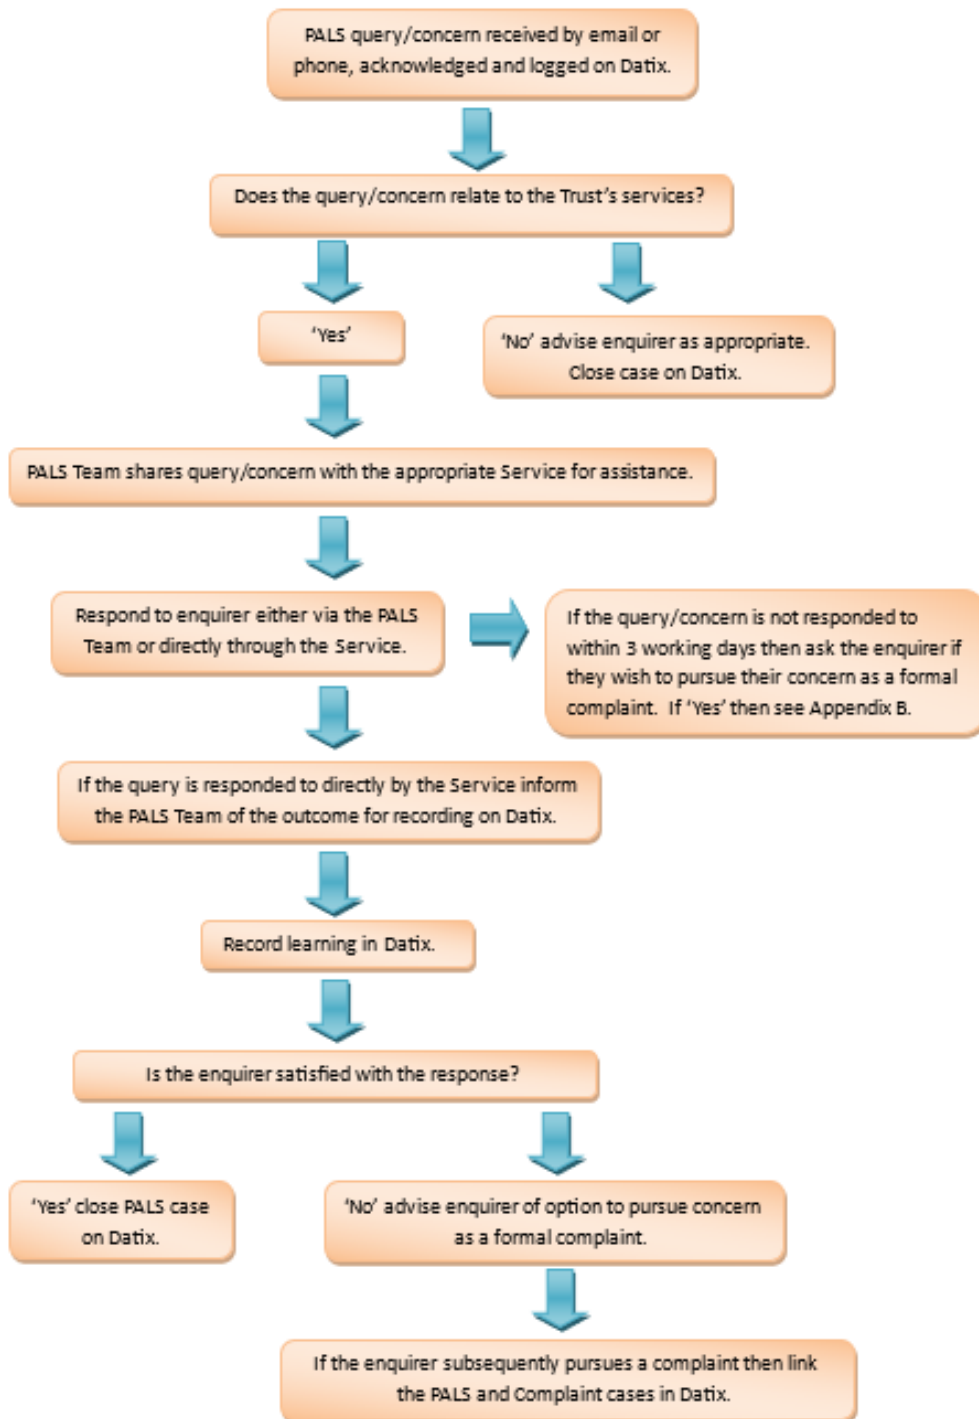 PALS query/concern received by email or
phone, acknowledged and logged on Datix.
Does the query/concern relate to the Trust's services?
'Yes'
'No' advise enquirer as appropriate.
Close case on Datix.
PALS Team shares query/concern with the appropriate Service for assistance.
Respond to enquirer either via the PALS
Team or directly through the Service.
If the query/concern is not responded to
within 3 working days then ask the enquirer if
they wish to pursue their concern as a formal
complaint. If 'Yes' then see Appendix B.
If the query is responded to directly by the Service inform
the PALS Team of the outcome for recording on Datix.
Record learning in Datix.
Is the enquirer satisfied with the response?
'Yes' close PALS case
on Datix.
'No' advise enquirer of option to pursue concern
as a formal complaint.
If the enquirer subsequently pursues a complaint then link
the PALS and Complaint cases in Datix.